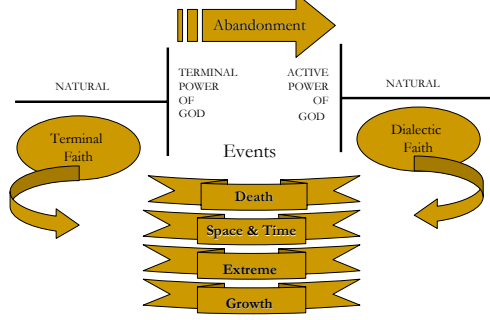 Abandonment
NATURAL
TERMINAL
POWER
OF
GOD
ACTIVE
POWER
OF
GOD
NATURAL
Terminal
Faith
Dialectic
Faith
Events
Death
Space & Time
Extreme
Growth